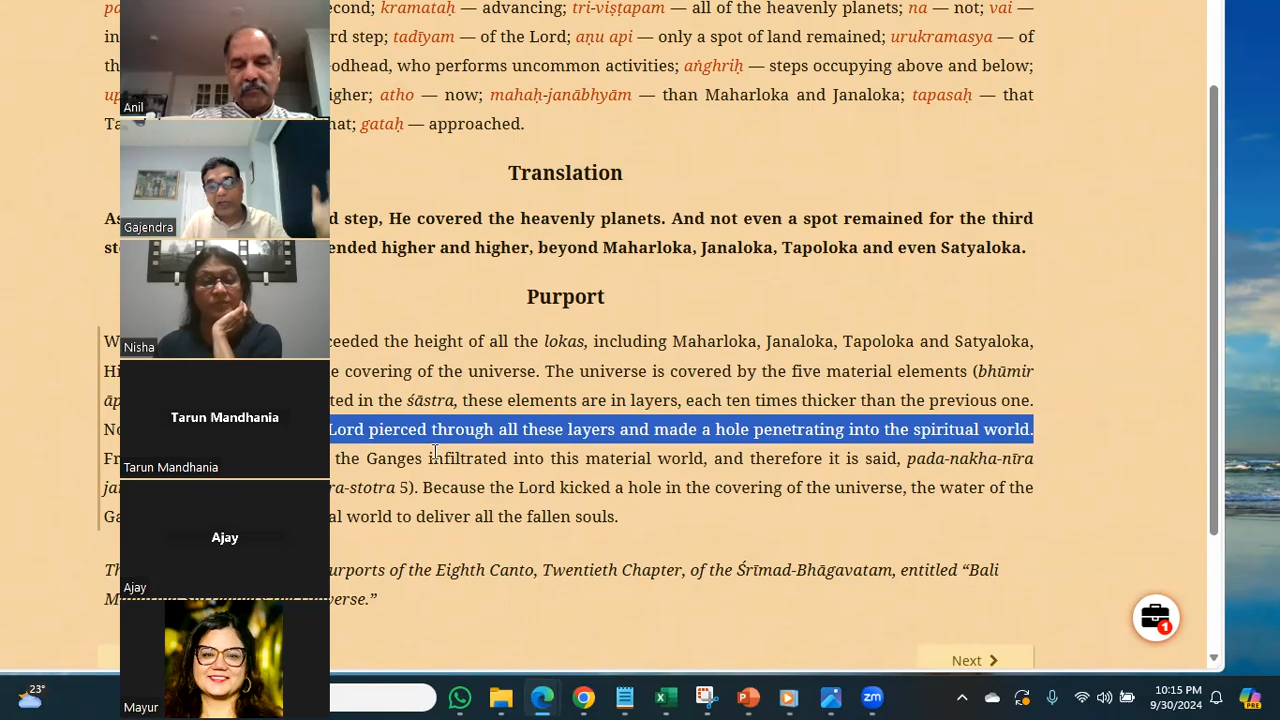 second; kramataḥ — advancing; tri-viṣṭapam — all of the heavenly planets; na — not; vai —
in rd step; tadīyam — of the Lord; aṇu api — only a spot of land remained; urukramasya — of
th odhead, who performs uncommon activities; aṅghriḥ — steps occupying above and below;
up igher; atho — now; mahaḥ-janābhyām — than Maharloka and Janaloka; tapasaḥ — that
Ta hat; gataḥ — approached.
Translation
As d step, He covered the heavenly planets. And not even a spot remained for the third
ste ended higher and higher, beyond Maharloka, Janaloka, Tapoloka and even Satyaloka.
Purport
W ceeded the height of all the lokas, including Maharloka, Janaloka, Tapoloka and Satyaloka,
Hi e covering of the universe. The universe is covered by the five material elements (bhūmir
āp ted in the śāstra, these elements are in layers, each ten times thicker than the previous one.
No Lord pierced through all these layers and made a hole penetrating into the spiritual world.
Fr the Ganges infiltrated into this material world, and therefore it is said, pada-nakha-nīra
jan ra-stotra 5). Because the Lord kicked a hole in the covering of the universe, the water of the
Ga al world to deliver all the fallen souls.
Th urports of the Eighth Canto, Twentieth Chapter, of the Śrīmad-Bhāgavatam, entitled “Bali
M verse.”
Next
Anil
Gajendra
Nisha
Tarun Mandhania
Tarun Mandhania
Ajay
Ajay
Mayur
1
23°
zm
10:15 PM
9/30/2024
PRE